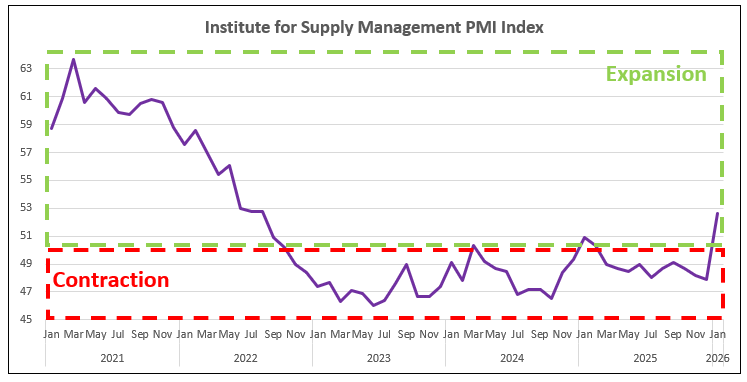 Institute for Supply Management PMI Index
Expansion
63
61
59
57
55
53
51
49
Contraction
47
45
Jan Mar May Jul Sep Nov Jan Mar May Jul Sep Nov Jan Mar May Jul Sep Nov Jan Mar May Jul Sep Nov Jan Mar May Jul Sep Nov Jan
2021 2022 2023 2024 2025 2026